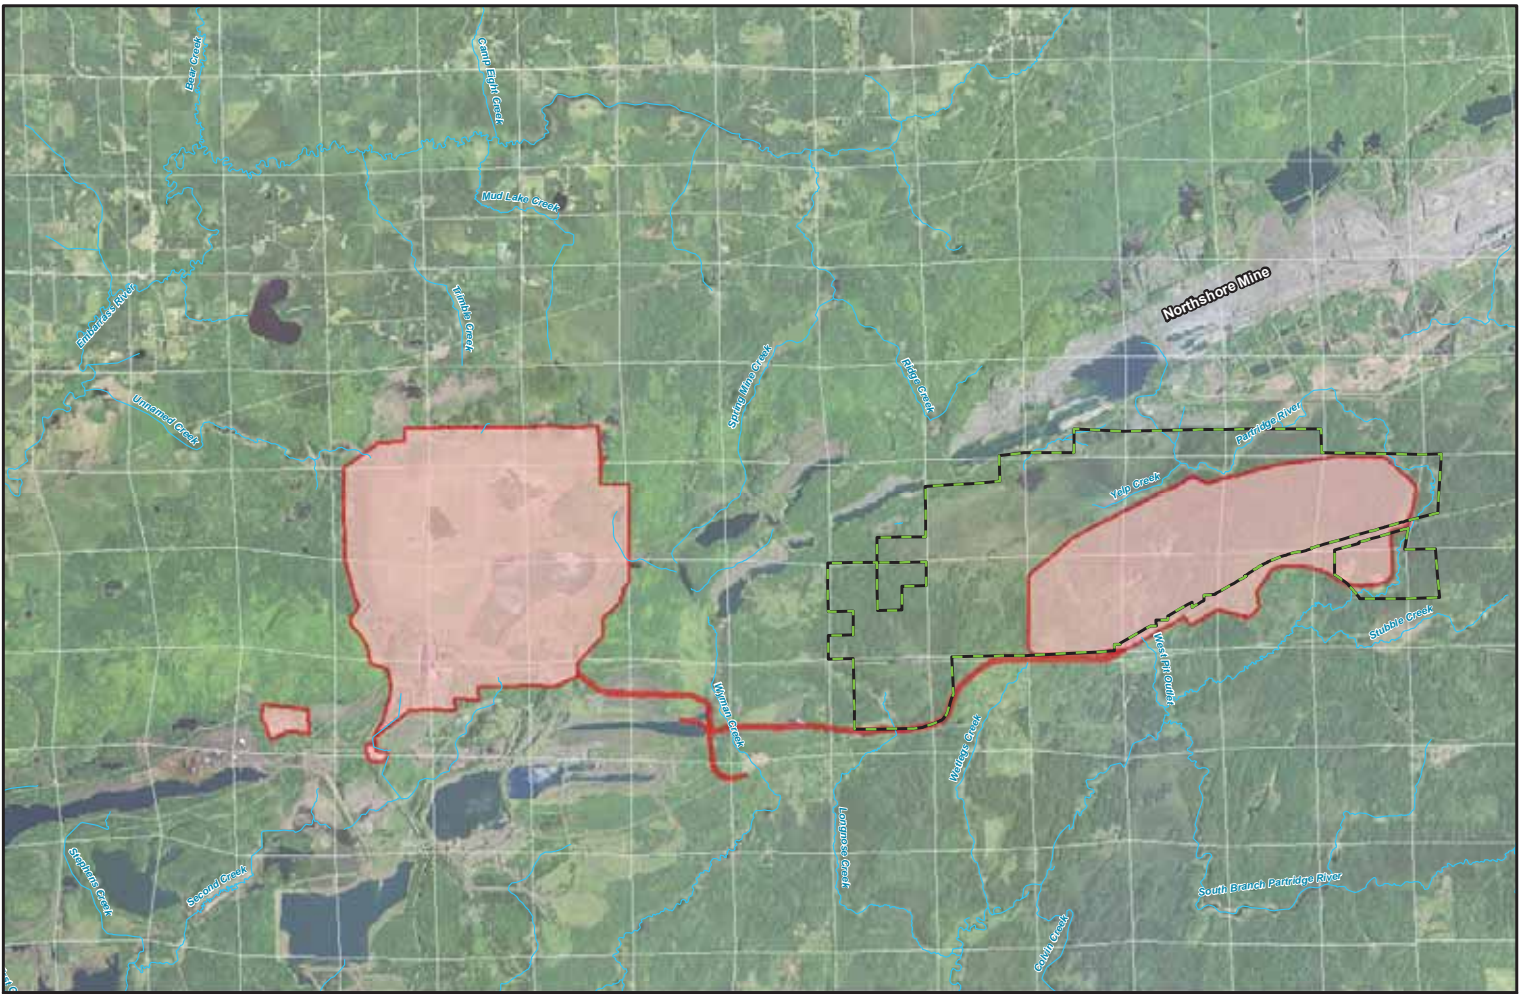 Bear Creek
Camp Eight Creek
Mud Lake Creek
Embarrass River
Trimble Creek
Northshore Mine
Unnamed Creek
Spring Mine Creek
Ridge Creek
Partridge River
Yelp Creek
Stubble Creek
West Pit Outlet
Wyman Creek
Wetlegs Creek
Longnose Creek
Stephens Creek
Second Creek
South Branch Partridge River
Colvin Creek